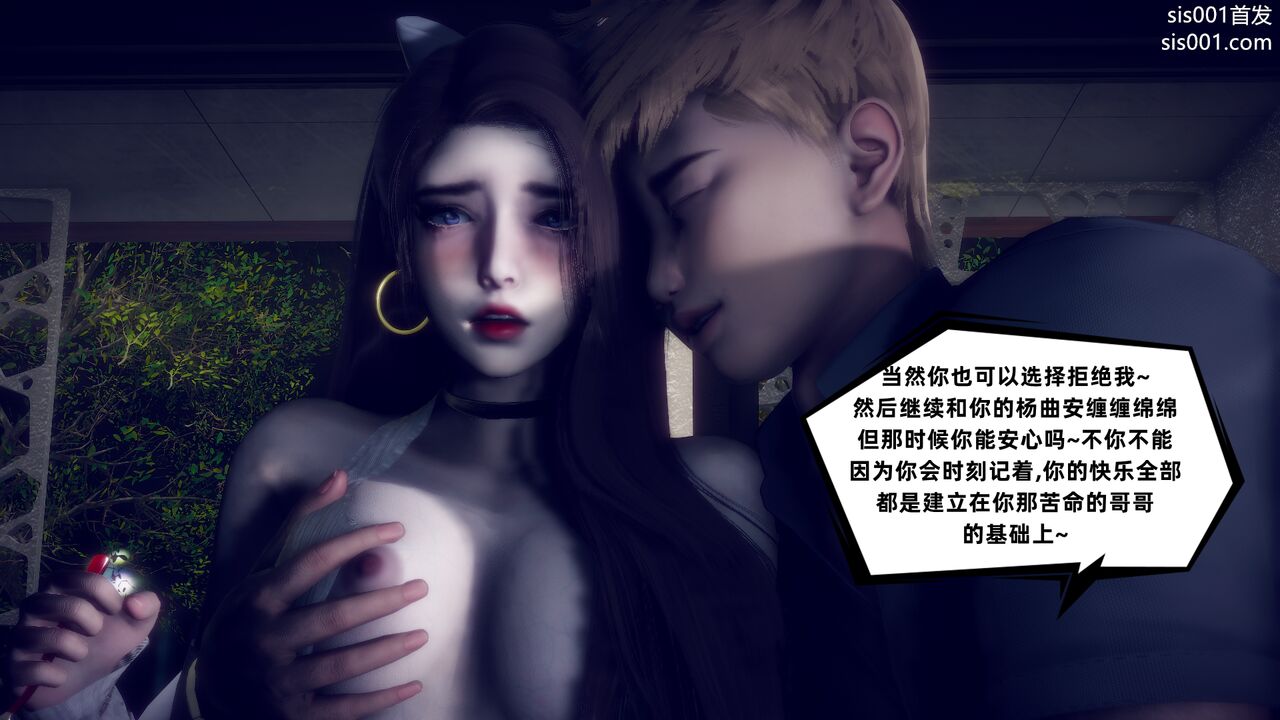 sis001首发
sis001.com
当然你也可以选择拒绝我~
然后继续和你的杨曲安缠缠绵绵
但那时候你能安心吗~不你不能
因为你会时刻记着,你的快乐全部
都是建立在你那苦命的哥哥
的基础上~